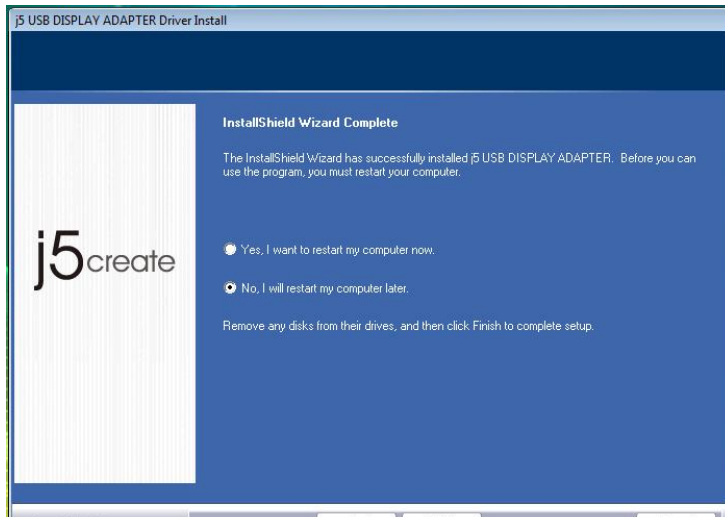 j5 USB DISPLAY ADAPTER Driver Install
InstallShield Wizard Complete
The InstallShield Wizard has successfully installed j5 USB DISPLAY ADAPTER. Before you can
use the program, you must restart your computer.
j5create
Yes, I want to restart my computer now.
No, I will restart my computer later.
Remove any disks from their drives, and then click Finish to complete setup.